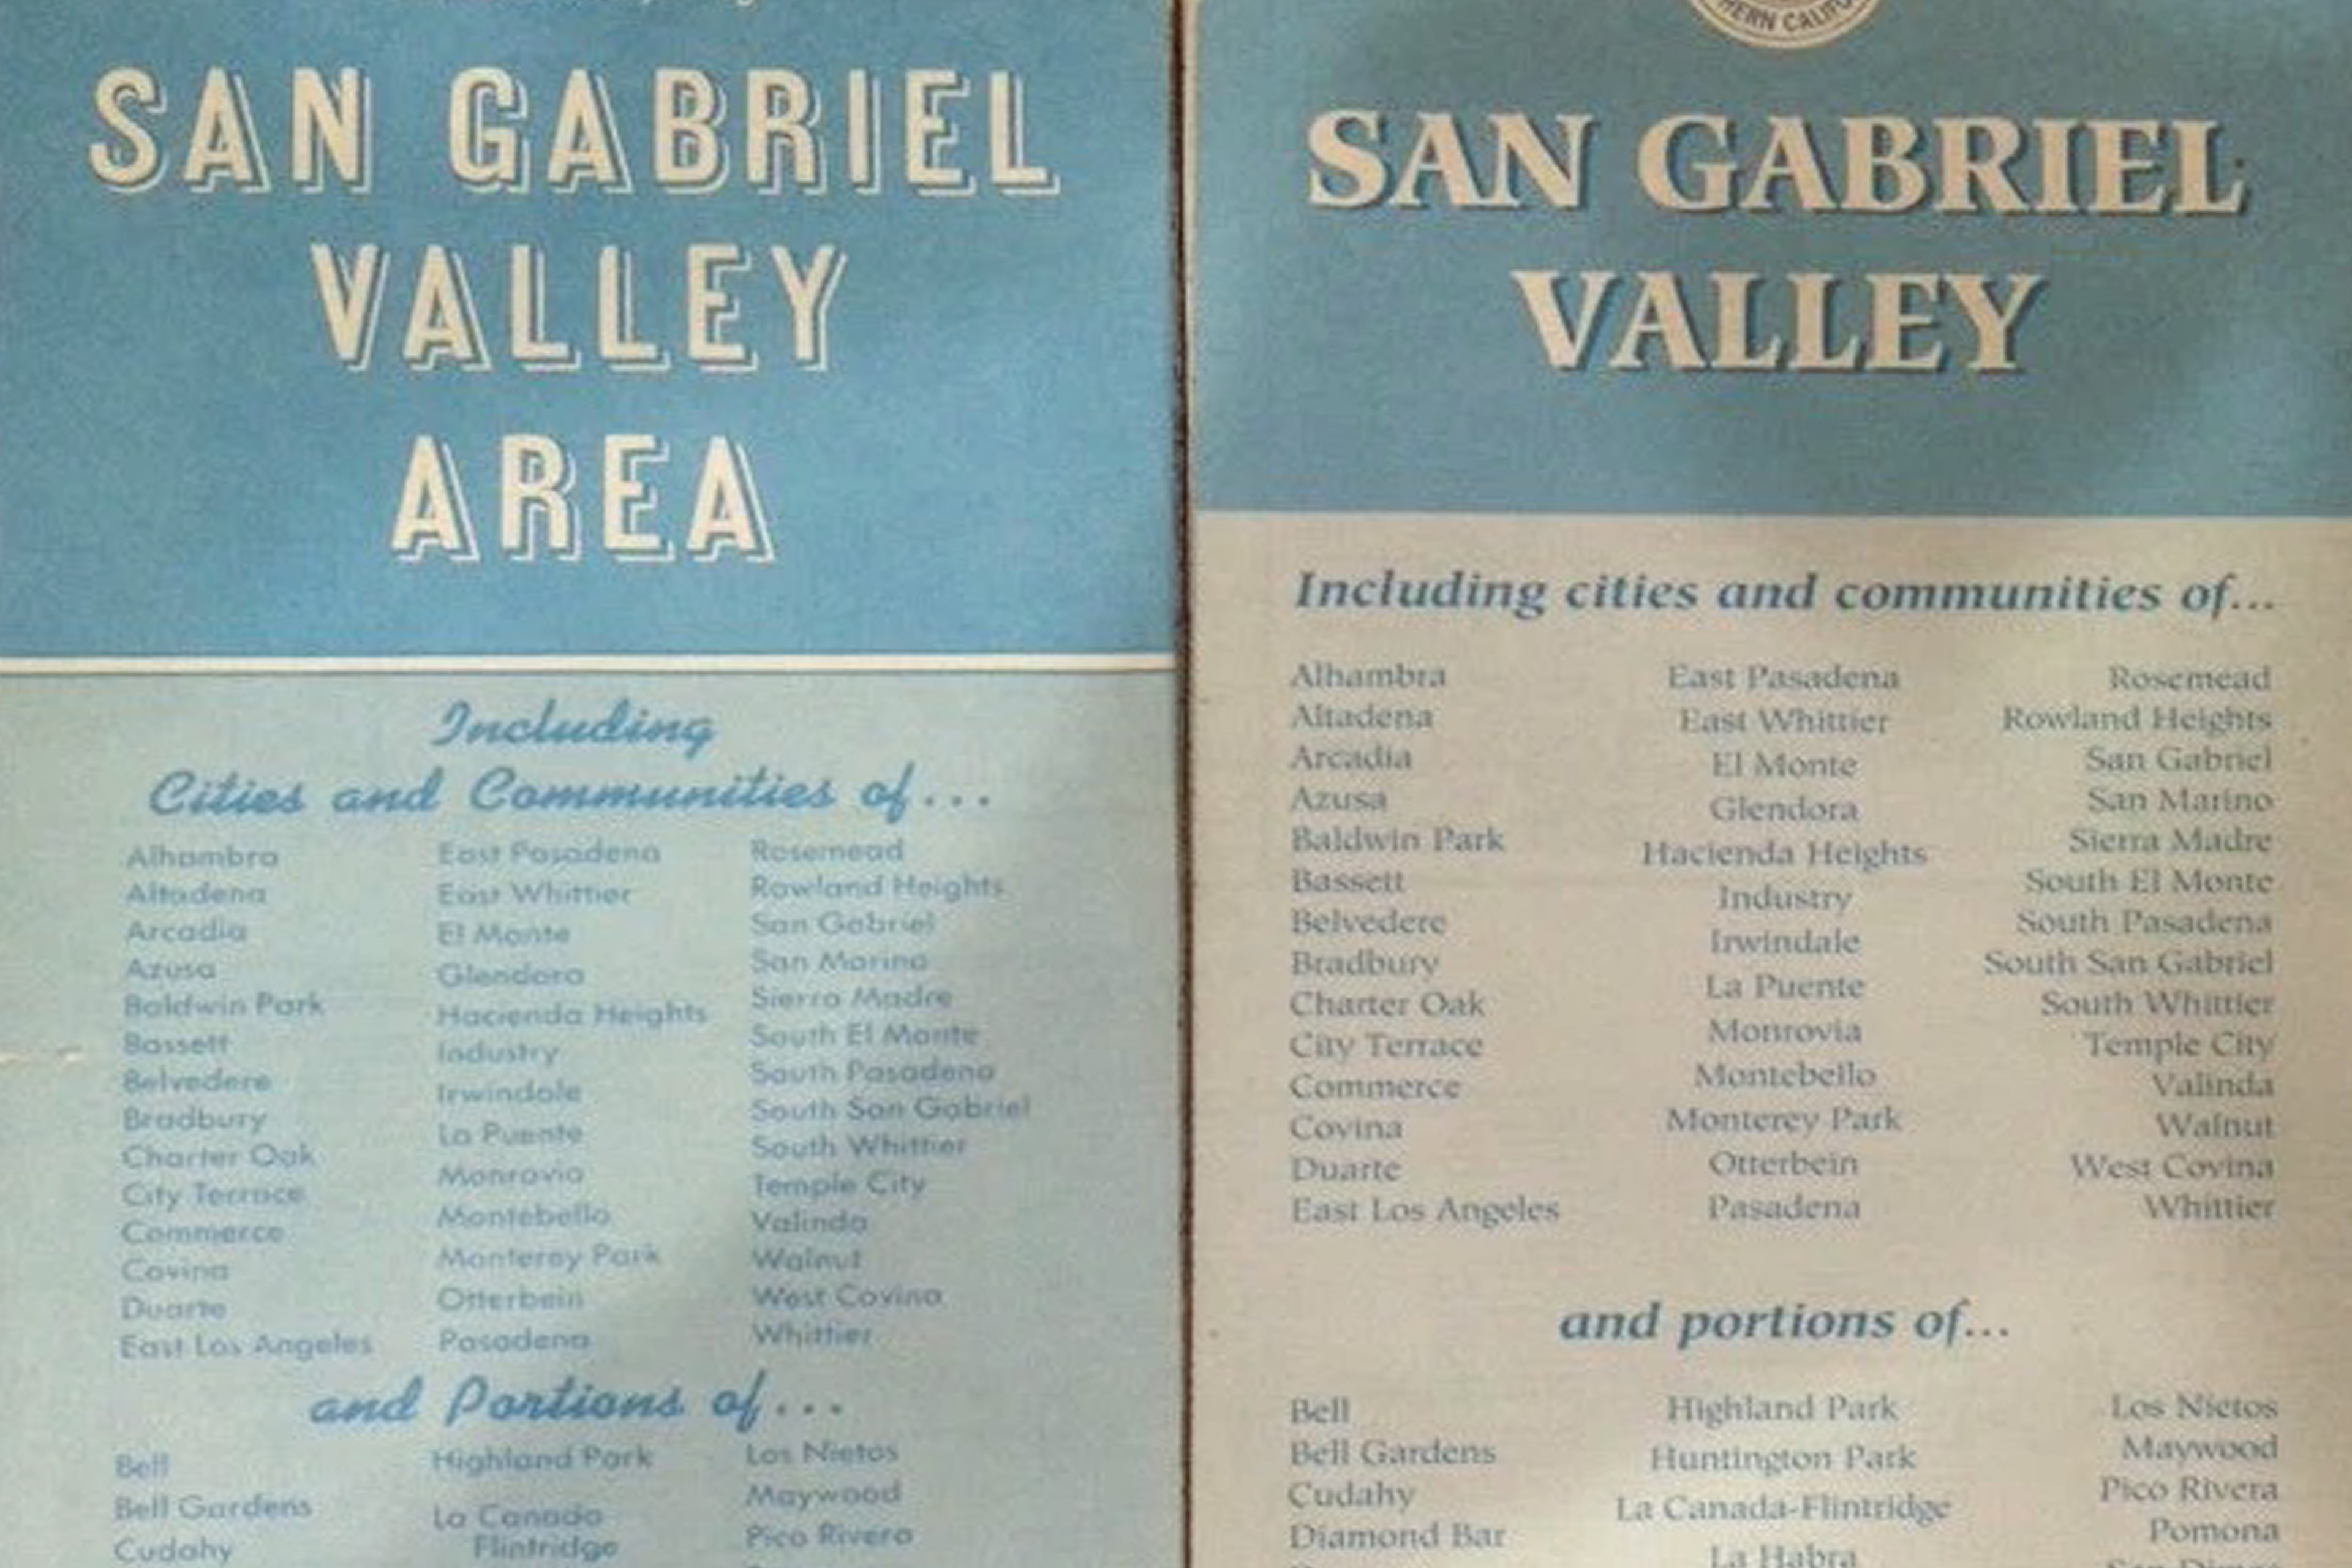 SAN GABRIEL
VALLEY
AREA
Including
Cities and Communities of...
Alhambra
Altadena
Arcadia
Azusa
Baldwin Park
Bassett
Belvedere
Bradbury
Charter Oak
City Terrace
Commerce
Covina
Duarte
East Los Angeles
East Pasadena
East Whittier
El Monte
Glendora
Hacienda Heights
Industry
Irwindale
La Puente
Monrovia
Montebello
Monterey Park
Otterbein
Pasadena
Rosemead
Rowland Heights
San Gabriel
San Marino
Sierra Madre
South El Monte
South Pasadena
South San Gabriel
South Whittier
Temple City
Valinda
Walnut
West Covina
Whittier
and Portions of...
Bell
Bell Gardens
Cudahy
Highland Park
La Canada
Flintridge
Los Nietos
Maywood
Pico Rivera
SAN GABRIEL
VALLEY
Including cities and communities of...
Alhambra
Altadena
Arcadia
Azusa
Baldwin Park
Bassett
Belvedere
Bradbury
Charter Oak
City Terrace
Commerce
Covina
Duarte
East Los Angeles
East Pasadena
East Whittier
El Monte
Glendora
Hacienda Heights
Industry
Irwindale
La Puente
Monrovia
Montebello
Monterey Park
Otterbein
Pasadena
Rosemead
Rowland Heights
San Gabriel
San Marino
Sierra Madre
South El Monte
South Pasadena
South San Gabriel
South Whittier
Temple City
Valinda
Walnut
West Covina
Whittier
and portions of...
Bell
Bell Gardens
Cudahy
Diamond Bar
Highland Park
Huntington Park
La Canada-Flintridge
La Habra
Los Nietos
Maywood
Pico Rivera
Pomona